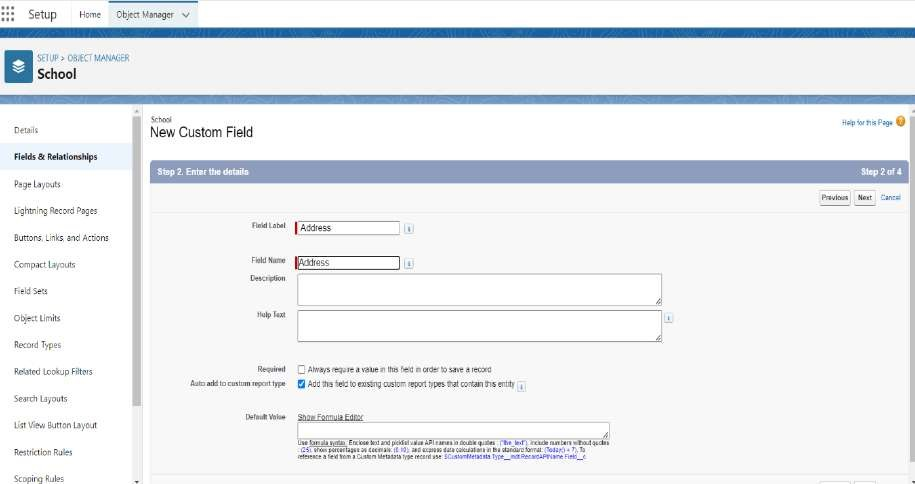 Setup
Home
Object Manager
SETUP > OBJECT MANAGER
School
Details
Fields & Relationships
Page Layouts
Lightning Record Pages
Buttons, Links, and Actions
Compact Layouts
Field Sets
Object Limits
Record Types
Related Lookup Filters
Search Layouts
List View Button Layout
Restriction Rules
Scoping Rules
School
New Custom Field
Help for this Page ?
Step 2. Enter the details
Step 2 of 4
Previous Next Cancel
Field Label Address i
Field Name Address i
Description
Help Text i
Required Always require a value in this field in order to save a record
Auto add to custom report type Add this field to existing custom report types that contain this entity i
Default Value Show Formula Editor
Use formula syntax: Enclose text and picklist value API names in double quotes : ("the_text"), include numbers without quotes
: (25), show percentages as decimals: (0.10), and express date calculations in the standard format: (Today() + 7). To
reference a field from a Custom Metadata type record use: $CustomMetadata.Type__mdt.RecordAPIName.Field__c